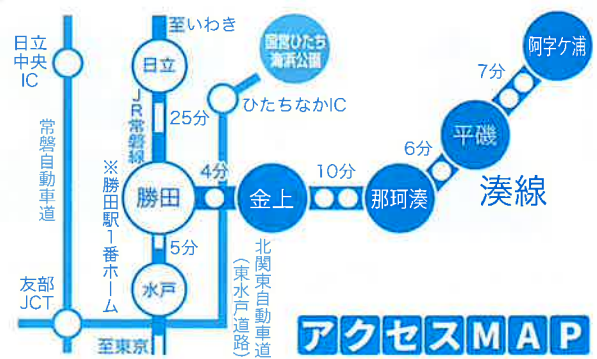 至いわき
日立
中央
IC
日立
国営ひたち
海浜公園
阿字ケ浦
7分
ひたちなかIC
25分
JR常磐線
常磐自動車道
平磯
6分
4分
10分
勝田
金上
那珂湊
湊線
※勝田駅1番ホーム
5分
北関東自動車道
(東水戸道路)
友部
JCT
水戸
至東京
アクセスMAP